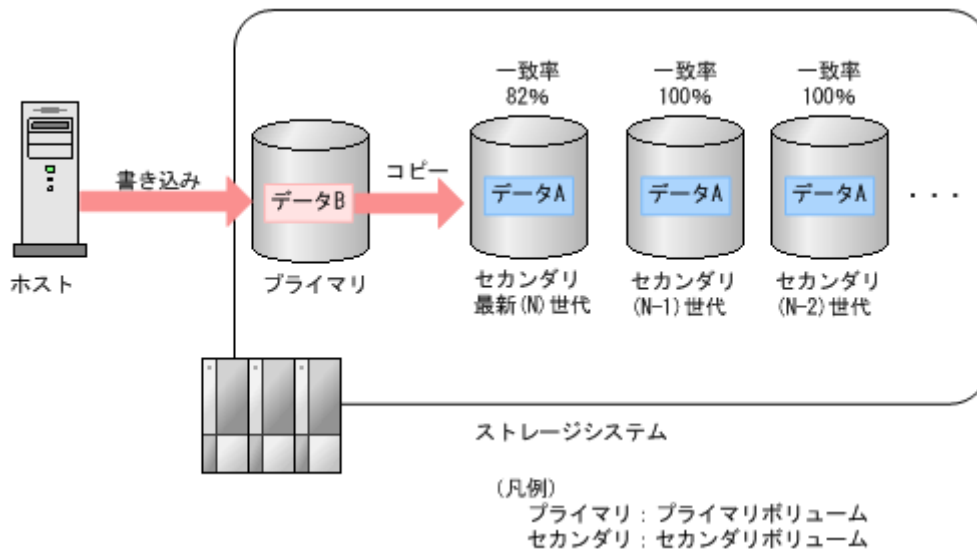 一致率
82%
一致率
100%
一致率
100%
書き込み
データB
コピー
データA
データA
データA
・・・
ホスト
プライマリ
セカンダリ
最新(N)世代
セカンダリ
(N-1)世代
セカンダリ
(N-2)世代
ストレージシステム
(凡例)
プライマリ：プライマリボリューム
セカンダリ：セカンダリボリューム